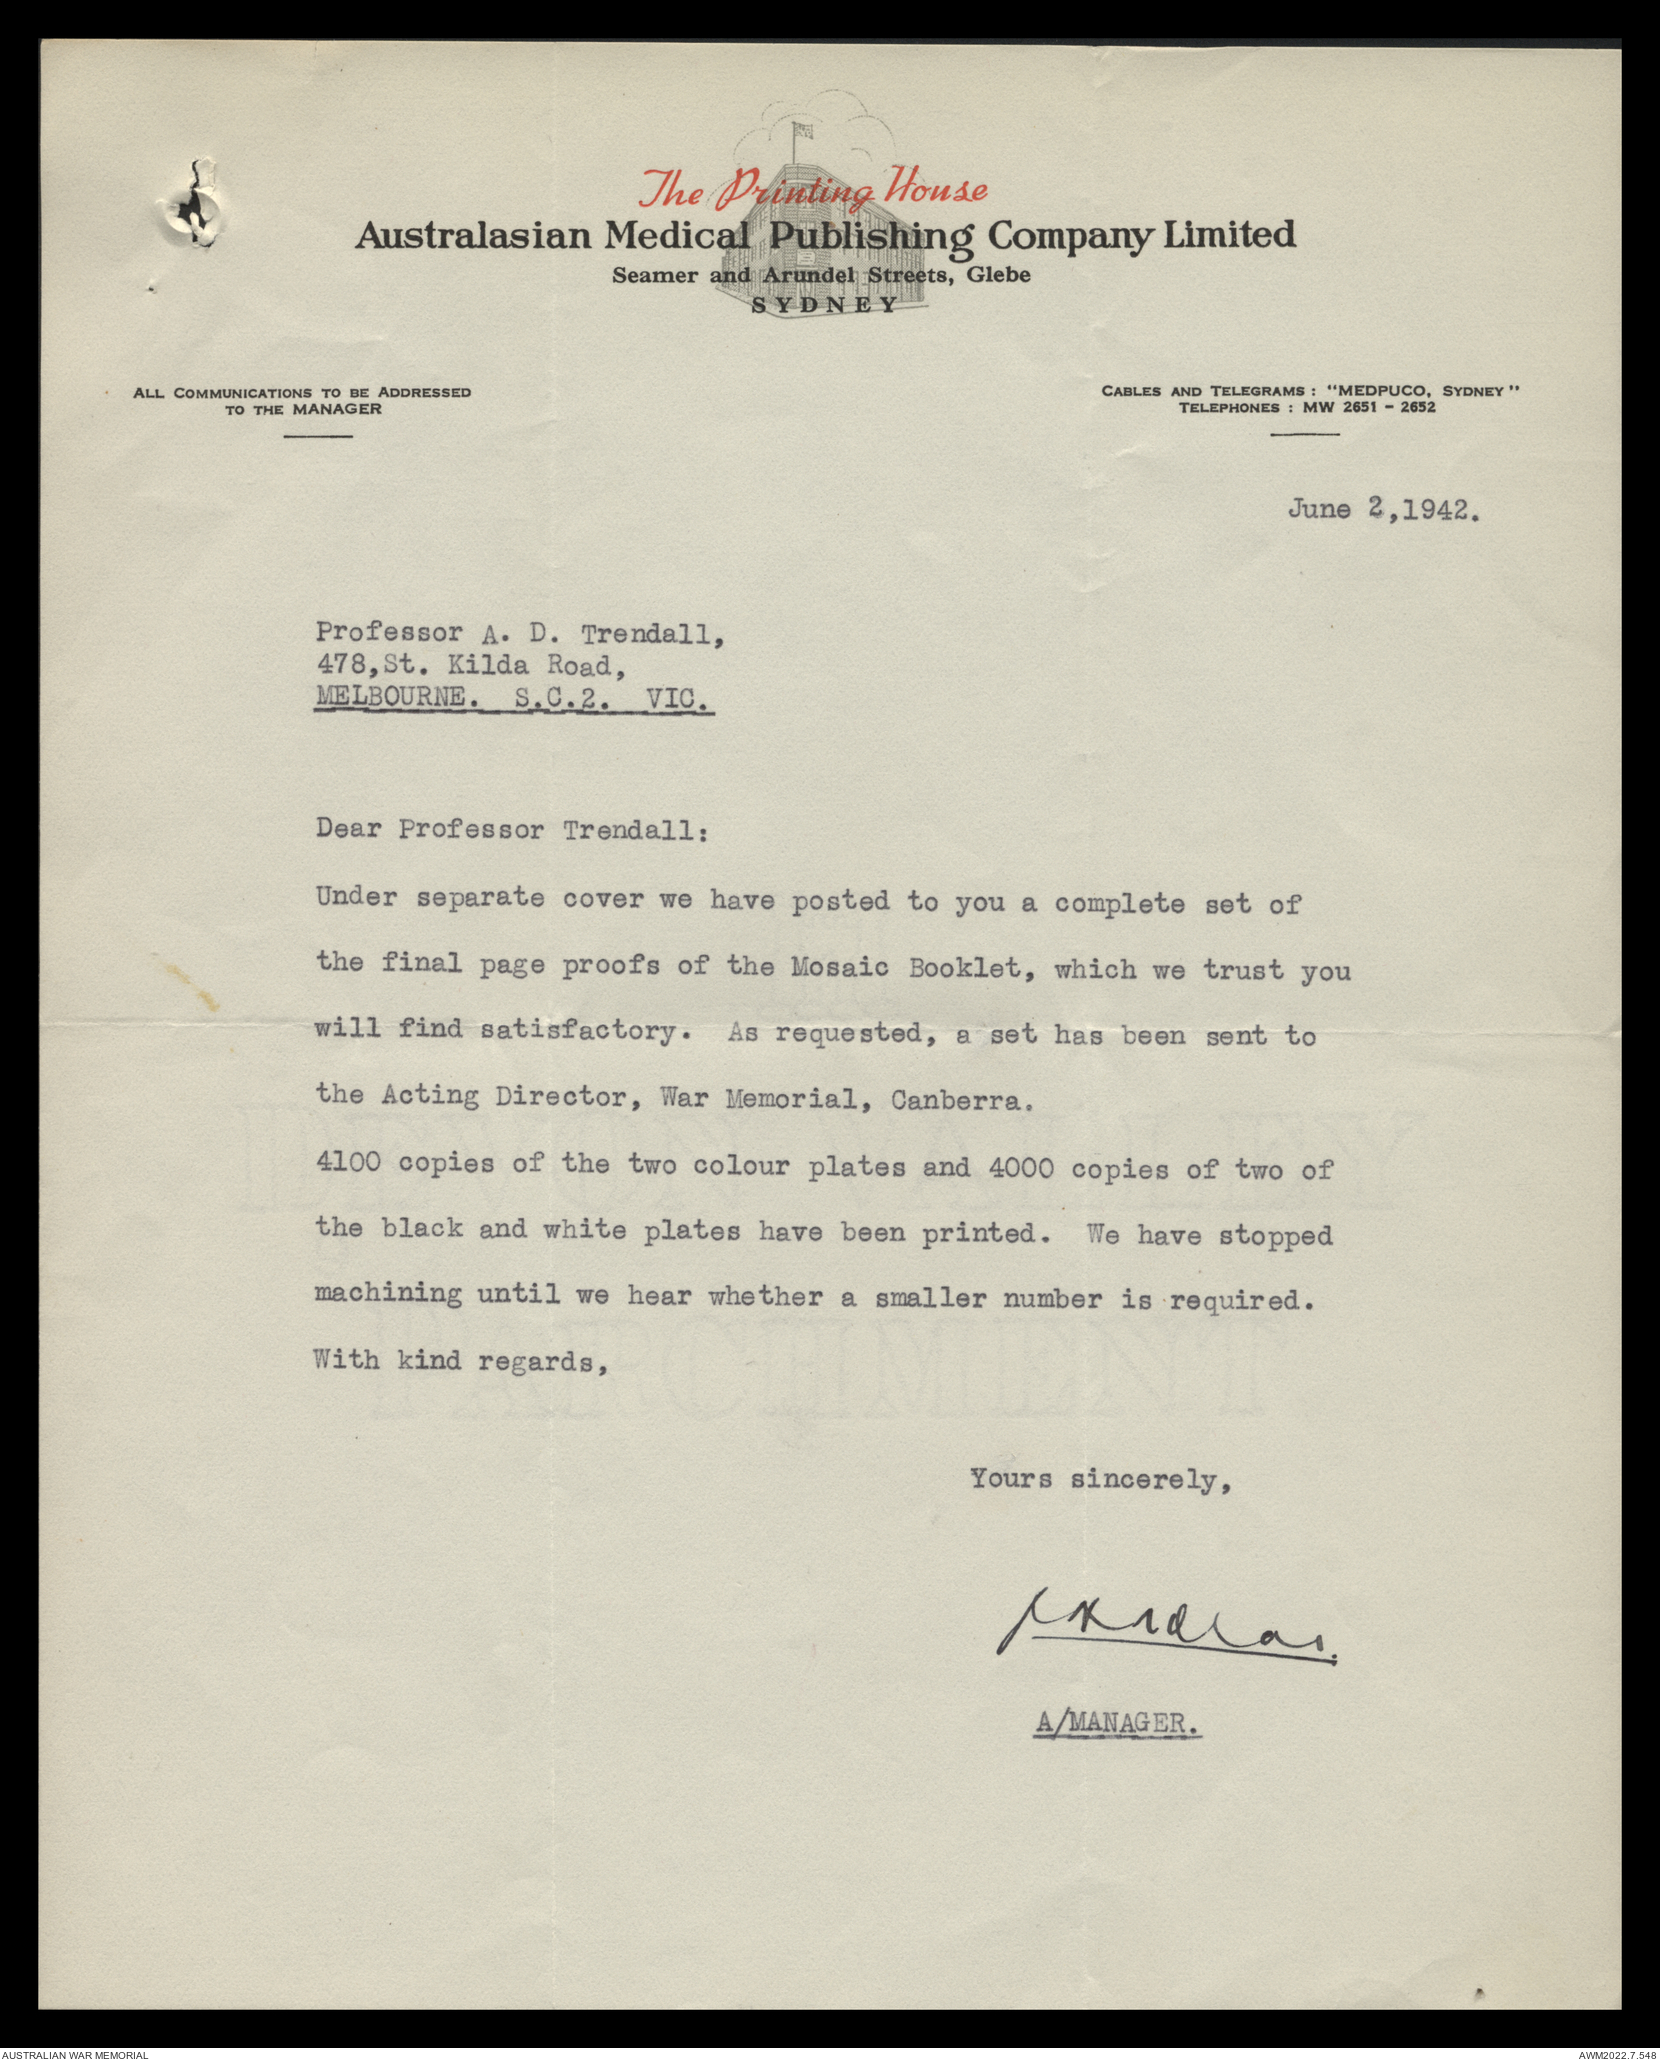 The Printing House
Australasian Medical Publishing Company Limited
Seamer and Arundel Streets, Glebe
SYDNEY
ALL COMMUNICATIONS TO BE ADDRESSED
TO THE MANAGER
CABLES AND TELEGRAMS: "MEDPUCO, SYDNEY"
TELEPHONES: MW 2651 - 2652
June 2,1942.
Professor A. D. Trendall,
478,St. Kilda Road,
MELBOURNE. S.C.2. VIC.
Dear Professor Trendall:
Under separate cover we have posted to you a complete set of
the final page proofs of the Mosaic Booklet, which we trust you
will find satisfactory. As requested, a set has been sent to
the Acting Director, War Memorial, Canberra.
4100 copies of the two colour plates and 4000 copies of two of
the black and white plates have been printed. We have stopped
machining until we hear whether a smaller number is required.
With kind regards,
Yours sincerely,
A/MANAGER.
AUSTRALIAN WAR MEMORIAL
AWM2022.7.548